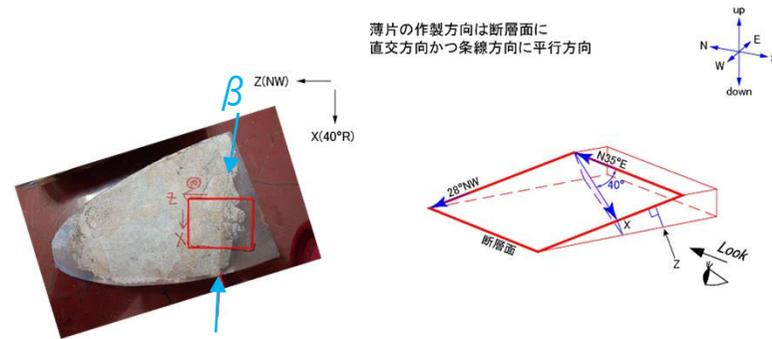 薄片の作製方向は断層面に
直交方向かつ条線方向に平行方向
up
N
E
W
S
down
Z(NW)
X(40°R)
β
Z
X
N35°E
40°
28°NW
X
断層面
Z
Look